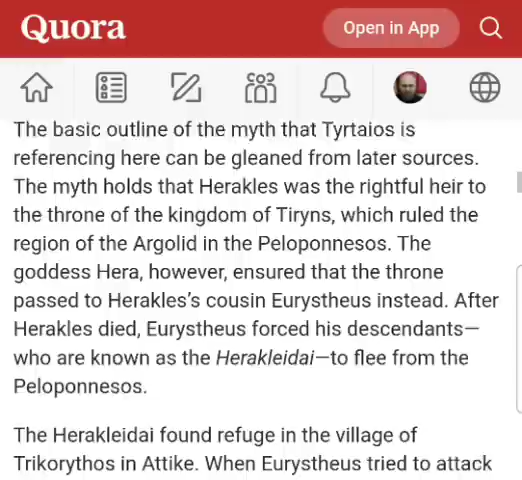 Quora
Open in App
The basic outline of the myth that Tyrtaios is
referencing here can be gleaned from later sources.
The myth holds that Herakles was the rightful heir to
the throne of the kingdom of Tiryns, which ruled the
region of the Argolid in the Peloponnesos. The
goddess Hera, however, ensured that the throne
passed to Herakles’s cousin Eurystheus instead. After
Herakles died, Eurystheus forced his descendants—
who are known as the Herakleidai—to flee from the
Peloponnesos.
The Herakleidai found refuge in the village of
Trikorythos in Attike. When Eurystheus tried to attack